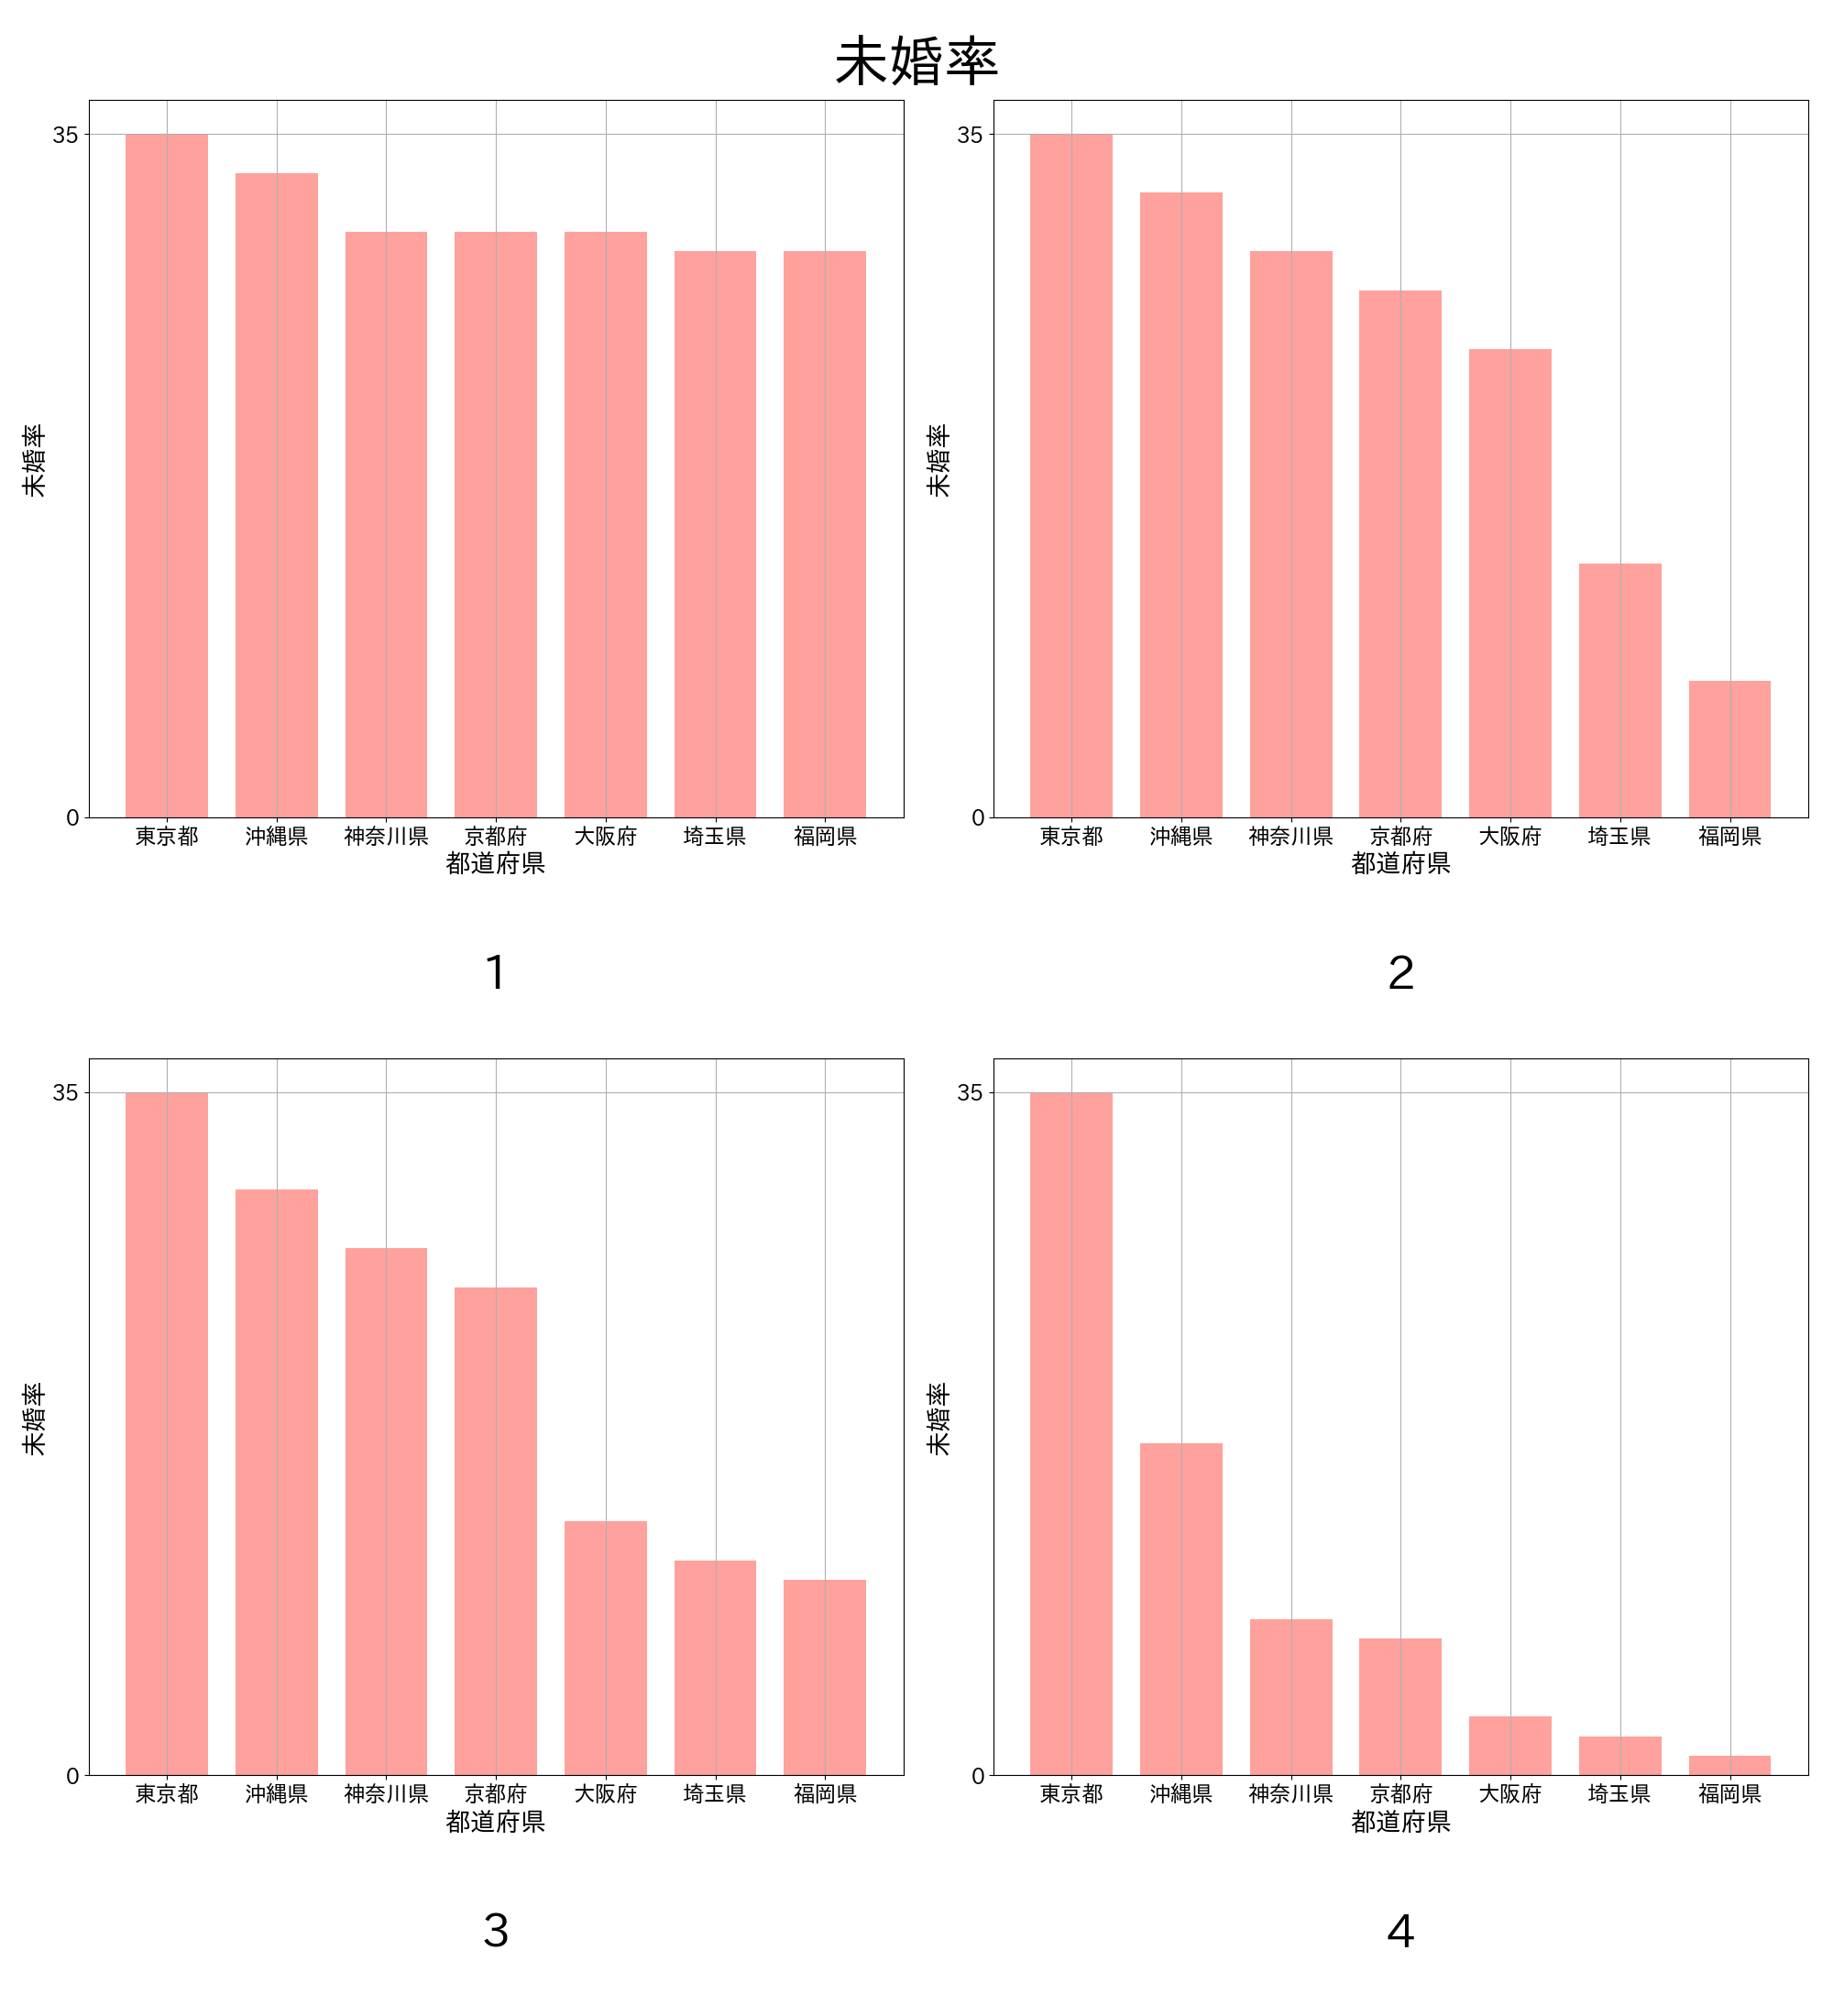 未婚率
35
0
未婚率
東京都 沖縄県 神奈川県 京都府 大阪府 埼玉県 福岡県
都道府県
1
35
0
未婚率
東京都 沖縄県 神奈川県 京都府 大阪府 埼玉県 福岡県
都道府県
2
35
0
未婚率
東京都 沖縄県 神奈川県 京都府 大阪府 埼玉県 福岡県
都道府県
3
35
0
未婚率
東京都 沖縄県 神奈川県 京都府 大阪府 埼玉県 福岡県
都道府県
4